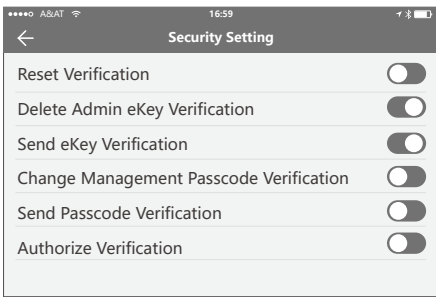 A&AT 16:59
Security Setting
Reset Verification
Delete Admin eKey Verification
Send eKey Verification
Change Management Passcode Verification
Send Passcode Verification
Authorize Verification